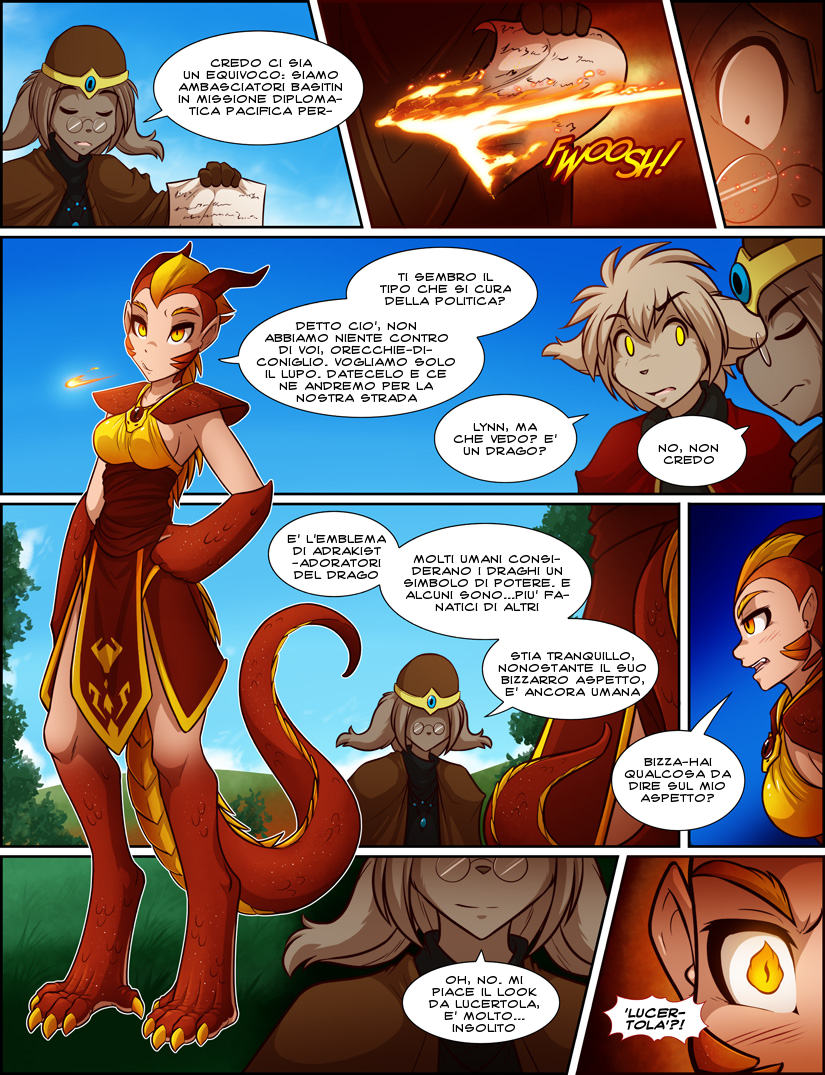 CREDO CI SIA
UN EQUIVOCO: SIAMO
AMBASCIATORI BASITIN
IN MISSIONE DIPLOMA-
TICA PACIFICA PER-
FWOOSH!
TI SEMBRO IL
TIPO CHE SI CURA
DELLA POLITICA?
DETTO CIO', NON
ABBIAMO NIENTE CONTRO
DI VOI, ORECCHIE-DI-
CONIGLIO. VOGLIAMO SOLO
IL LUPO. DATECELO E CE
NE ANDREMO PER LA
NOSTRA STRADA
LYNN, MA
CHE VEDO? E'
UN DRAGO?
NO, NON
CREDO
E' L'EMBLEMA
DI ADRAKIST
-ADORATORI
DEL DRAGO
MOLTI UMANI CONSI-
DERANO I DRAGHI UN
SIMBOLO DI POTERE. E
ALCUNI SONO...PIU' FA-
NATICI DI ALTRI
STIA TRANQUILLO,
NONOSTANTE IL SUO
BIZZARRO ASPETTO,
E' ANCORA UMANA
BIZZA-HAI
QUALCOSA DA
DIRE SUL MIO
ASPETTO?
OH, NO. MI
PIACE IL LOOK
DA LUCERTOLA,
E' MOLTO...
INSOLITO
'LUCER-
TOLA'?!